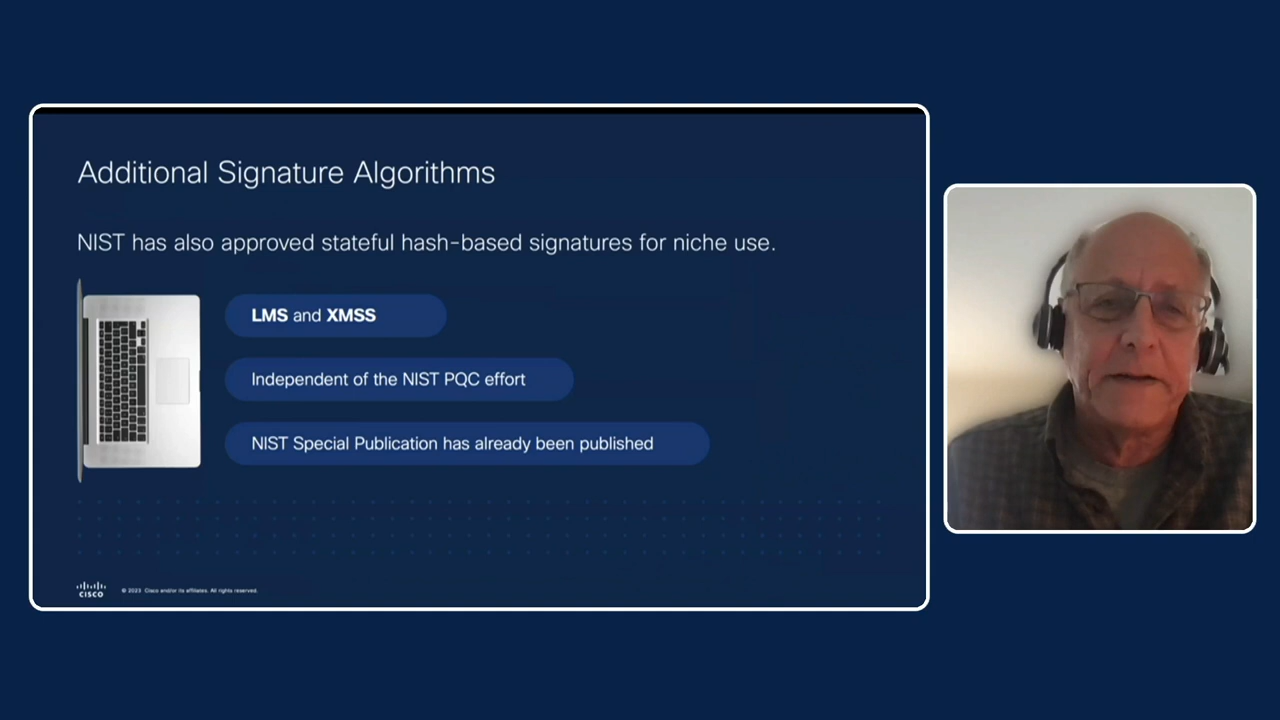 Additional Signature Algorithms
NIST has also approved stateful hash-based signatures for niche use.
LMS and XMSS
Independent of the NIST PQC effort
NIST Special Publication has already been published
CISCO
© 2023 Cisco and/or its affiliates. All rights reserved.